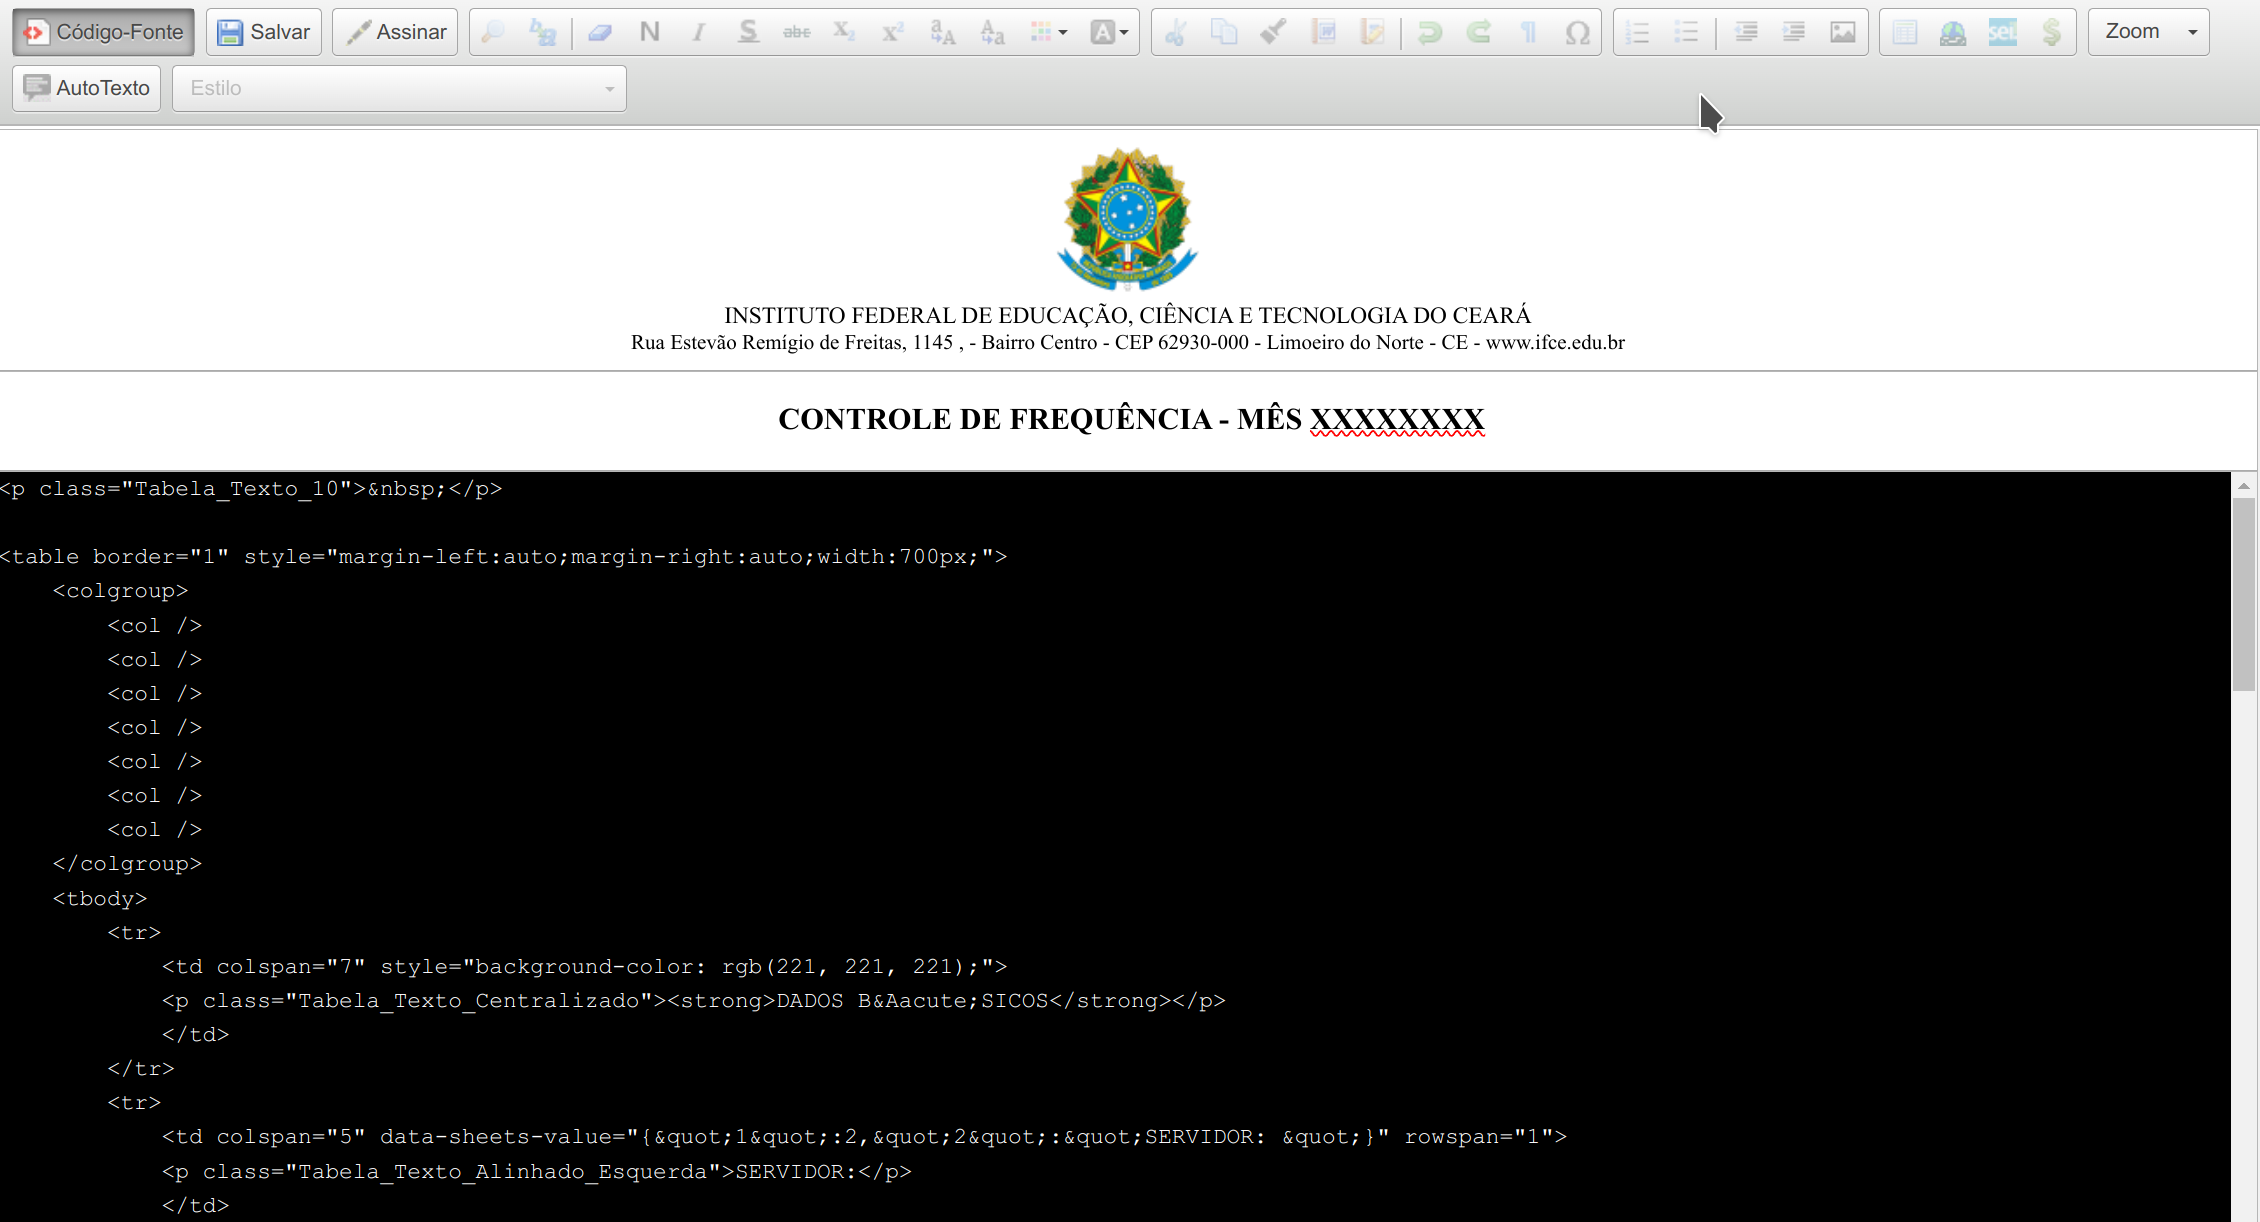 Código-Fonte Salvar Assinar N I S abc X₂ X² sei! $ Zoom
AutoTexto Estilo
INSTITUTO FEDERAL DE EDUCAÇÃO, CIÊNCIA E TECNOLOGIA DO CEARÁ
Rua Estevão Remígio de Freitas, 1145 , - Bairro Centro - CEP 62930-000 - Limoeiro do Norte - CE - www.ifce.edu.br
CONTROLE DE FREQUÊNCIA - MÊS XXXXXXXX
<p class="Tabela_Texto_10">&nbsp;</p>
<table border="1" style="margin-left:auto;margin-right:auto;width:700px;">
<colgroup>
<col />
<col />
<col />
<col />
<col />
<col />
<col />
</colgroup>
<tbody>
<tr>
<td colspan="7" style="background-color: rgb(221, 221, 221);">
<p class="Tabela_Texto_Centralizado"><strong>DADOS B&Aacute;SICOS</strong></p>
</td>
</tr>
<tr>
<td colspan="5" data-sheets-value="{&quot;1&quot;:2,&quot;2&quot;:&quot;SERVIDOR: &quot;}" rowspan="1">
<p class="Tabela_Texto_Alinhado_Esquerda">SERVIDOR:</p>
</td>